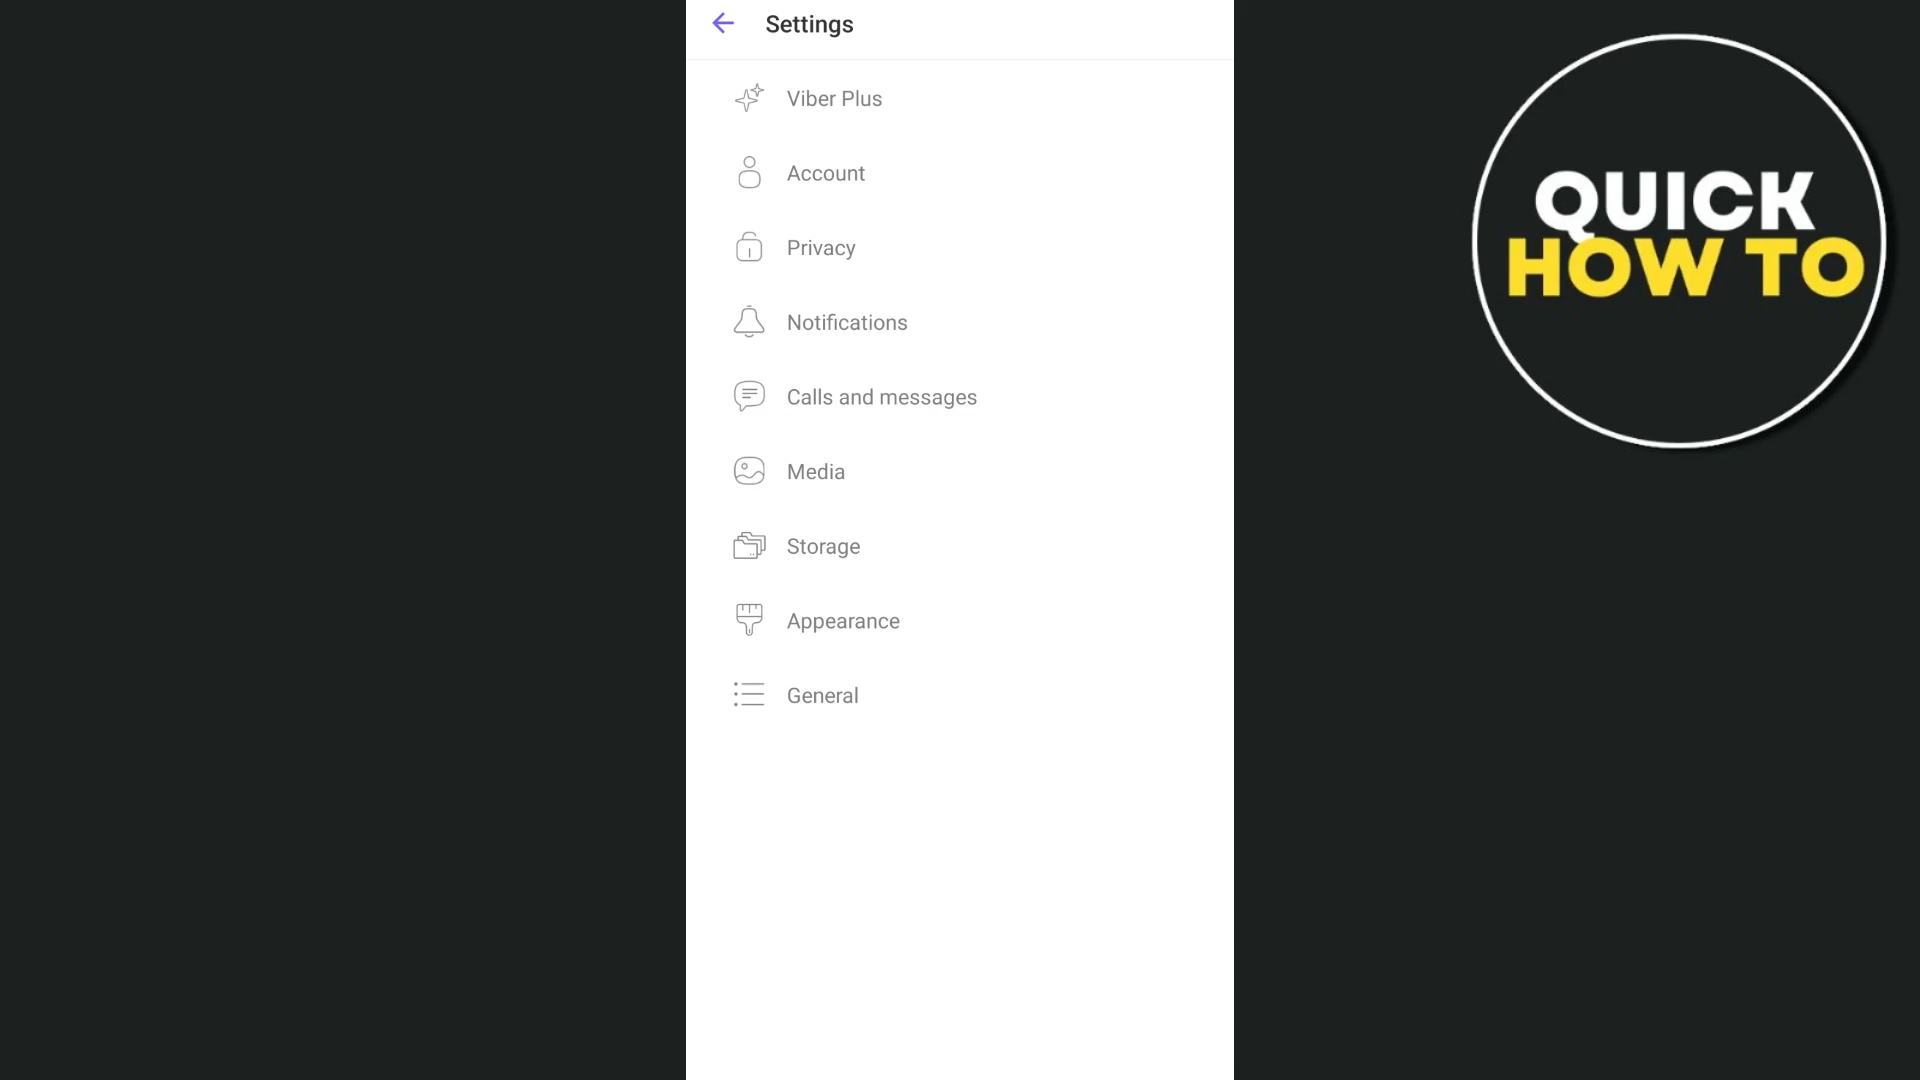 Settings
Viber Plus
Account
Privacy
Notifications
Calls and messages
Media
Storage
Appearance
General
QUICK
HOW TO